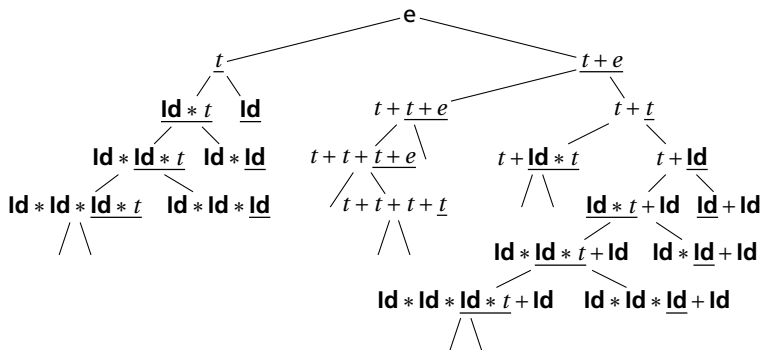 e
t t + e
Id ∗ t Id t + t + e t + t
Id ∗ Id ∗ t Id ∗ Id t + t + t + e t + Id ∗ t t + Id
Id ∗ Id ∗ Id ∗ t Id ∗ Id ∗ Id t + t + t + t Id ∗ t + Id Id + Id
Id ∗ Id ∗ t + Id Id ∗ Id + Id
Id ∗ Id ∗ Id ∗ t + Id Id ∗ Id ∗ Id + Id